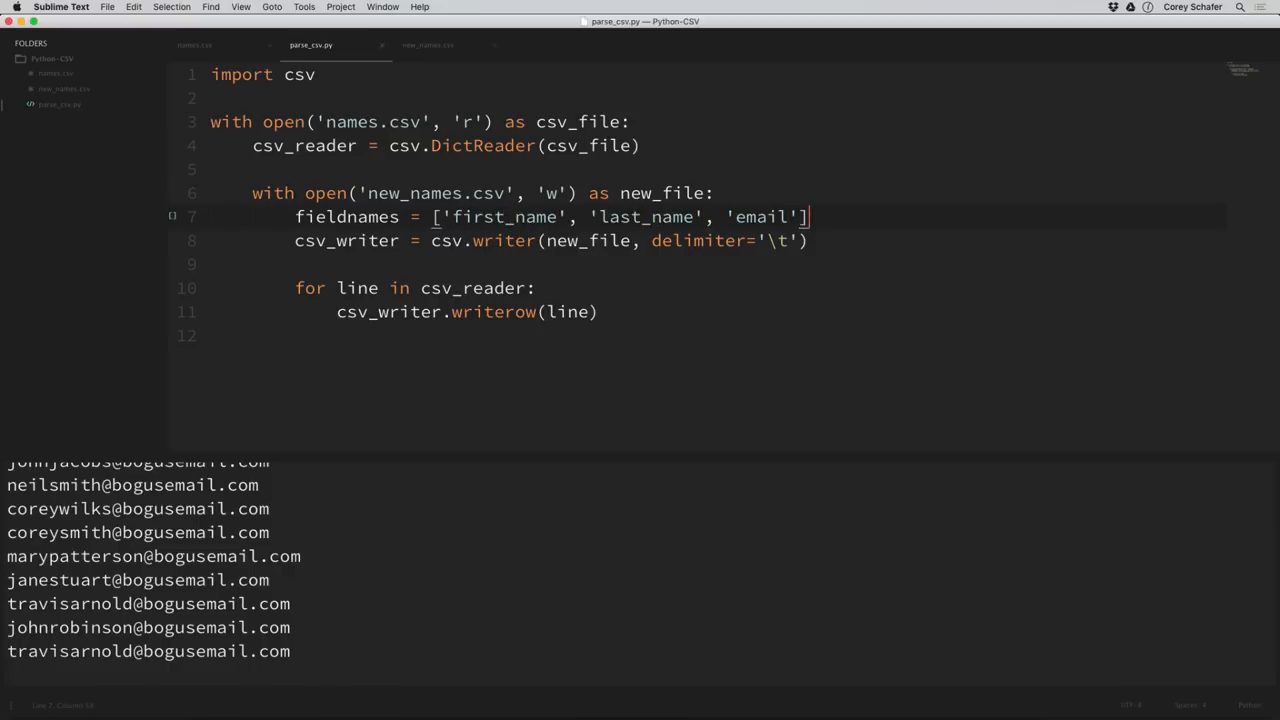 Sublime Text File Edit Selection Find View Goto Tools Project Window Help Corey Schafer
parse_csv.py — Python-CSV
FOLDERS
Python-CSV
names.csv
new_names.csv
parse_csv.py
names.csv parse_csv.py new_names.csv
1 import csv
2
3 with open('names.csv', 'r') as csv_file:
4 csv_reader = csv.DictReader(csv_file)
5
6 with open('new_names.csv', 'w') as new_file:
7 fieldnames = ['first_name', 'last_name', 'email']
8 csv_writer = csv.writer(new_file, delimiter='\t')
9
10 for line in csv_reader:
11 csv_writer.writerow(line)
12
johnjacobs@bogusemail.com
neilsmith@bogusemail.com
coreywilks@bogusemail.com
coreysmith@bogusemail.com
marypatterson@bogusemail.com
janestuart@bogusemail.com
travisarnold@bogusemail.com
johnrobinson@bogusemail.com
travisarnold@bogusemail.com
Line 7, Column 58 UTF-8 Spaces: 4 Python